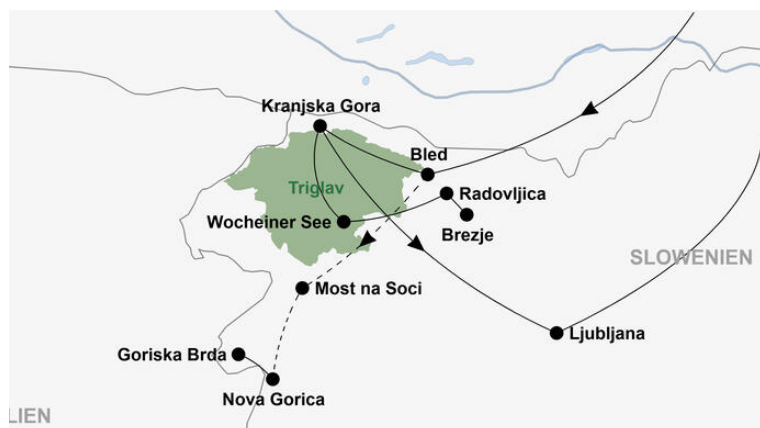 Kranjska Gora
Bled
Triglav
Radovljica
Wocheiner See
Brezje
SLOWENIEN
Most na Soci
Ljubljana
Goriska Brda
Nova Gorica
LIEN